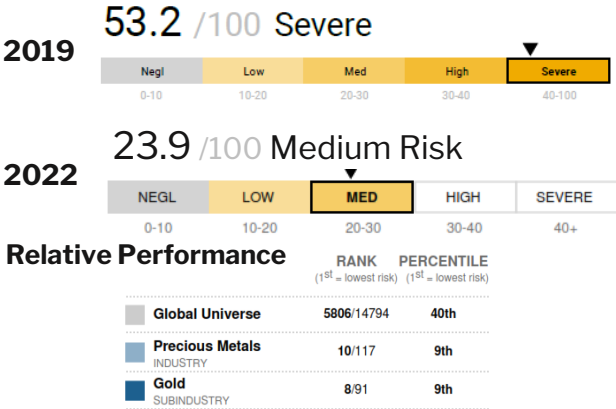 53.2 /100 Severe
2019
Negl Low Med High Severe
0-10 10-20 20-30 30-40 40-100
23.9 /100 Medium Risk
2022
NEGL LOW MED HIGH SEVERE
0-10 10-20 20-30 30-40 40+
Relative Performance
RANK PERCENTILE
(1st = lowest risk) (1st = lowest risk)
Global Universe 5806/14794 40th
Precious Metals
INDUSTRY
10/117 9th
Gold
SUBINDUSTRY
8/91 9th